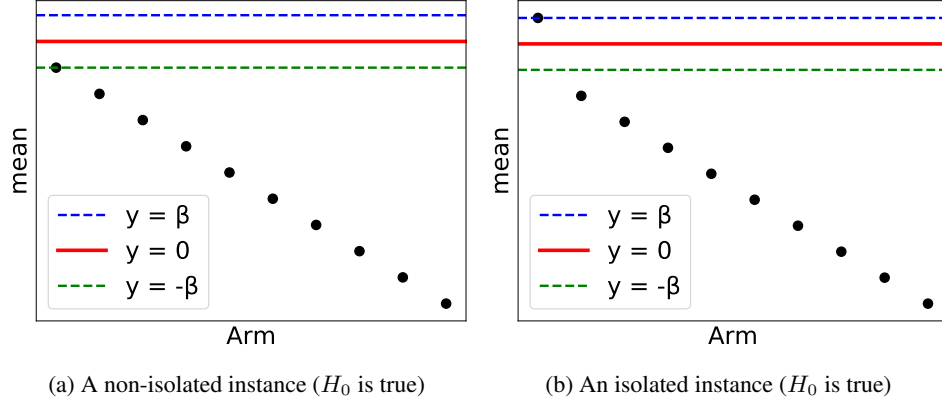 mean
y = β
y = 0
y = -β
Arm
mean
y = β
y = 0
y = -β
Arm
(a) A non-isolated instance (H₀ is true)
(b) An isolated instance (H₀ is true)